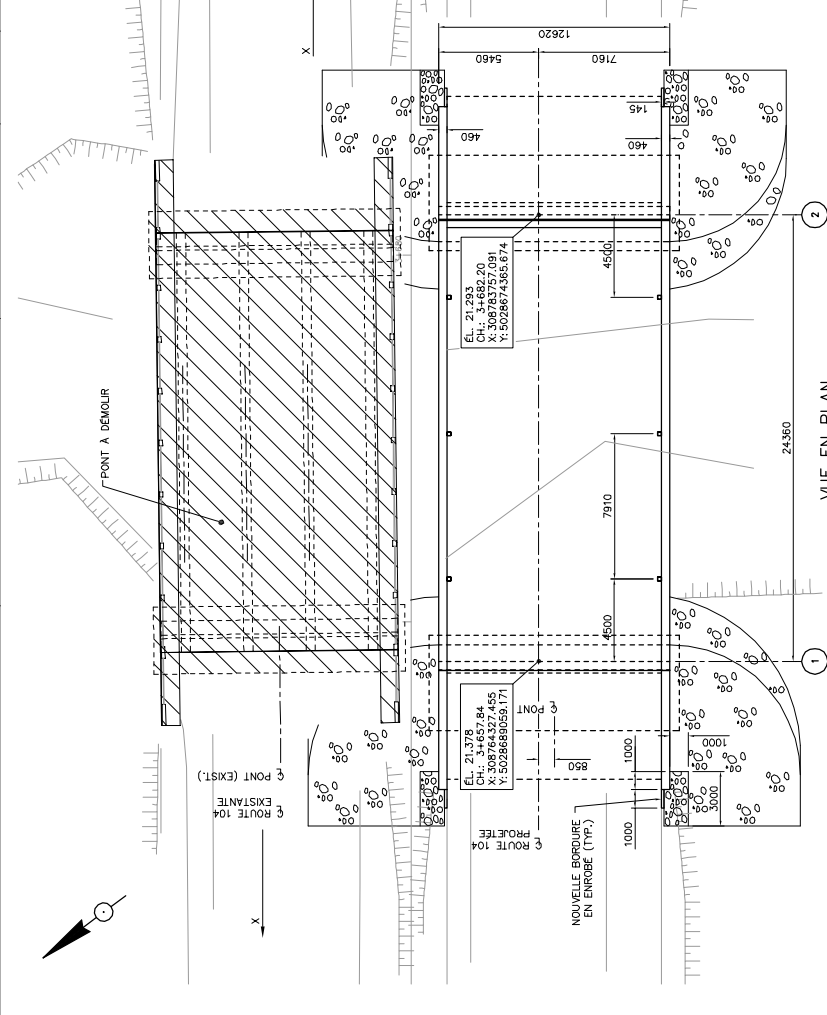 X
12620
5460
7160
460
145
460
2
ÉL. 21.293
CH.: 3+682.20
X: 308783757.091
Y: 5028674365.674
4500
PONT À DÉMOLIR
7910
24360
VUE EN PLAN
4500
1
ÉL. 21.378
CH.: 3+657.84
X: 308764327.455
Y: 5028689059.171
℄ PONT
850
1000
1000
1000
3000
℄ PONT (EXIST.)
℄ ROUTE 104
EXISTANTE
℄ ROUTE 104
PROJETÉE
NOUVELLE BORDURE
EN ENROBÉ (TYP.)
X